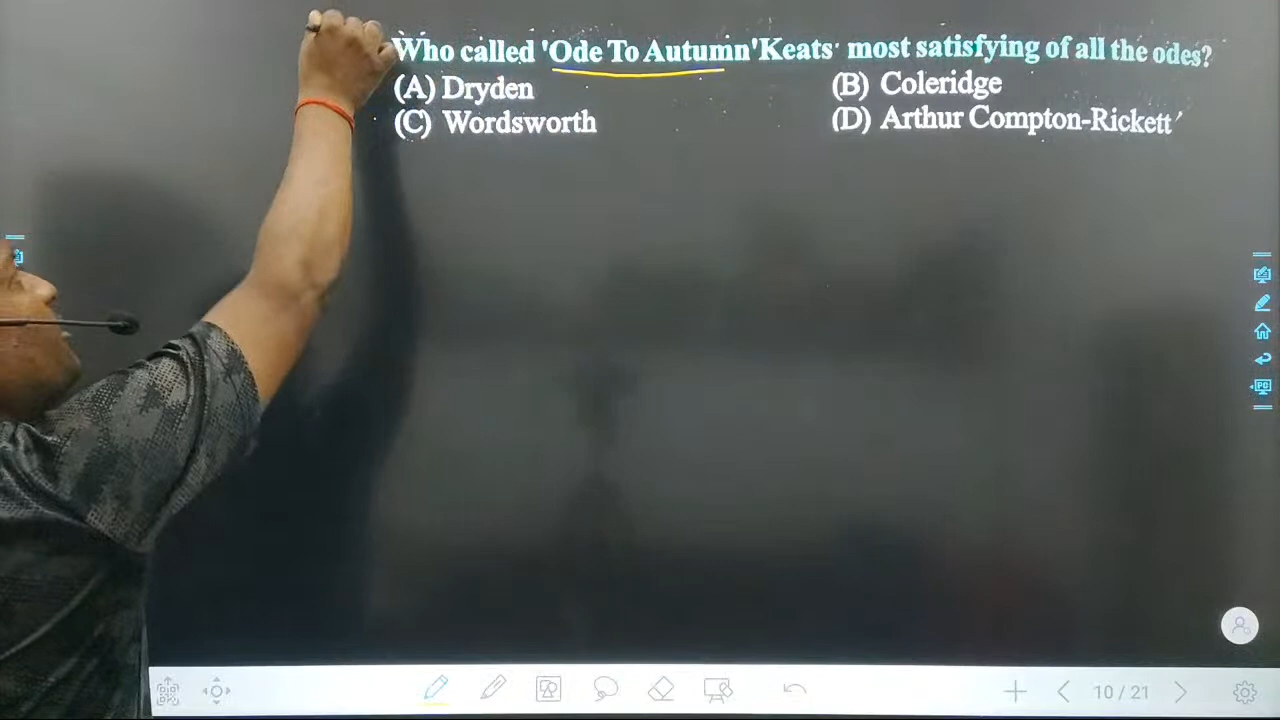 Who called 'Ode To Autumn'Keats' most satisfying of all the odes?
(A) Dryden (B) Coleridge
(C) Wordsworth (D) Arthur Compton-Rickett
10 / 21